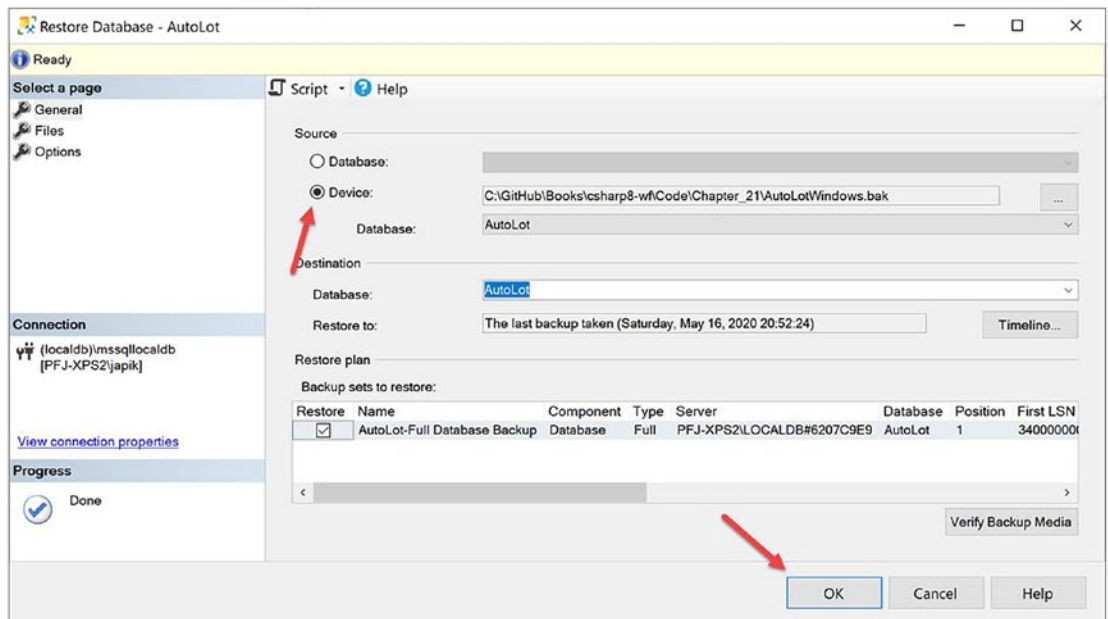 Restore Database - AutoLot
Ready
Select a page
General
Files
Options
Script Help
Source
Database:
Device: C:\GitHub\Books\csharp8-wf\Code\Chapter_21\AutoLotWindows.bak ...
Database: AutoLot
Destination
Database: AutoLot
Restore to: The last backup taken (Saturday, May 16, 2020 20:52:24) Timeline...
Restore plan
Backup sets to restore:
Restore Name Component Type Server Database Position First LSN
AutoLot-Full Database Backup Database Full PFJ-XPS2\LOCALDB#6207C9E9 AutoLot 1
Connection
(localdb)\mssqllocaldb
[PFJ-XPS2\japik]
View connection properties
Progress
Done
Verify Backup Media
OK Cancel Help